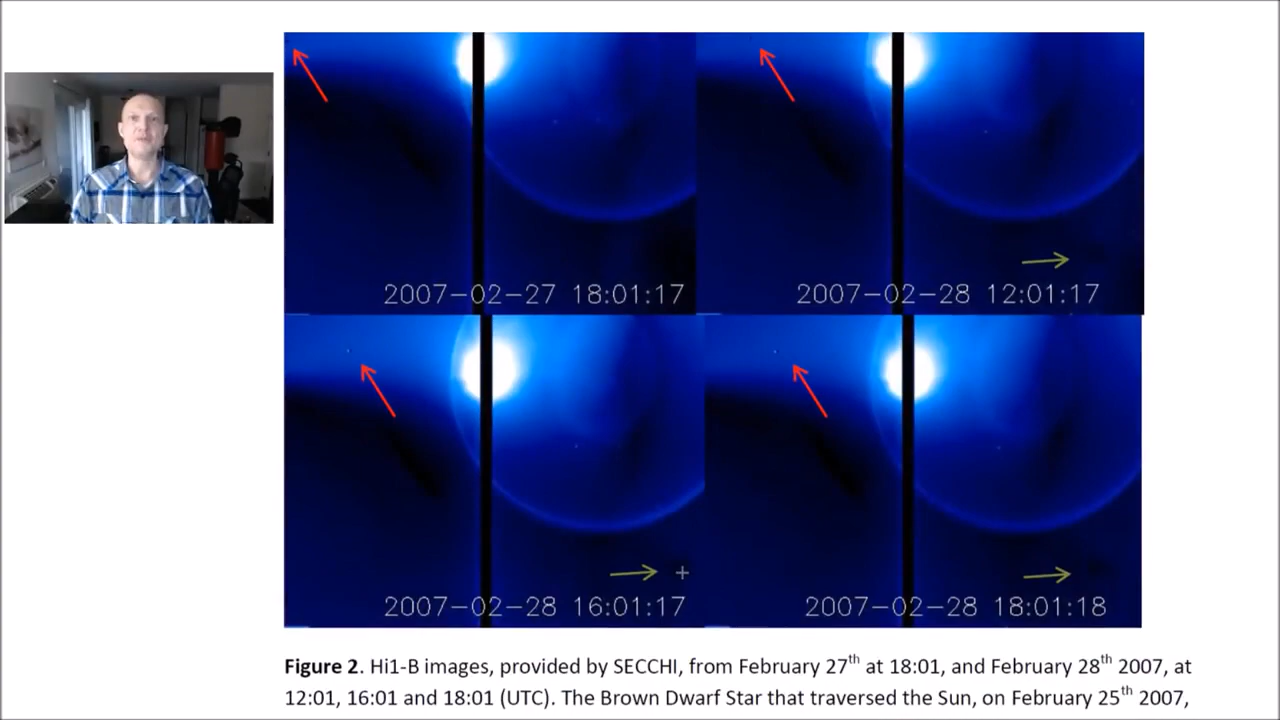 2007-02-27 18:01:17
2007-02-28 12:01:17
2007-02-28 16:01:17
2007-02-28 18:01:18
Figure 2. Hi1-B images, provided by SECCHI, from February 27th at 18:01, and February 28th 2007, at
12:01, 16:01 and 18:01 (UTC). The Brown Dwarf Star that traversed the Sun, on February 25th 2007,